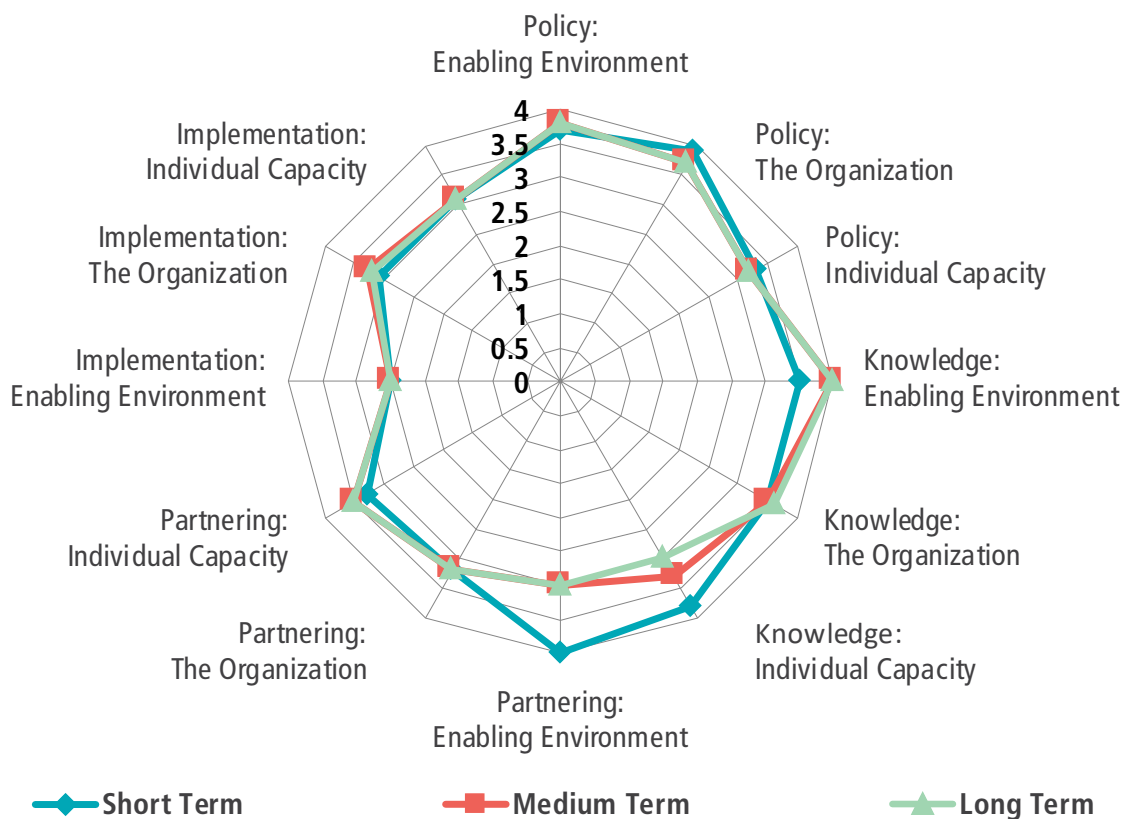 Policy:
Enabling Environment
Policy:
The Organization
Policy:
Individual Capacity
Knowledge:
Enabling Environment
Knowledge:
The Organization
Knowledge:
Individual Capacity
Partnering:
Enabling Environment
Partnering:
The Organization
Partnering:
Individual Capacity
Implementation:
Enabling Environment
Implementation:
The Organization
Implementation:
Individual Capacity
4
3.5
3
2.5
2
1.5
1
0.5
0
Short Term
Medium Term
Long Term